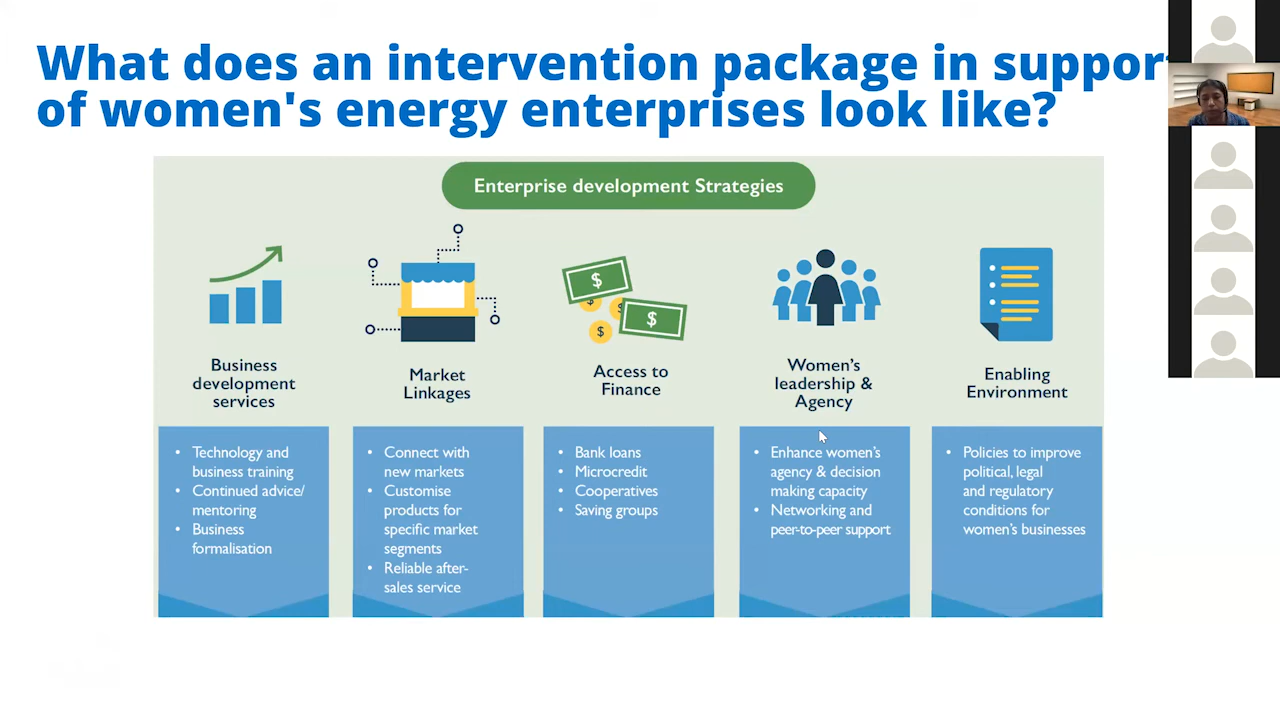 What does an intervention package in support
of women's energy enterprises look like?
Enterprise development Strategies
Business
development
services
Market
Linkages
Access to
Finance
Women's
leadership &
Agency
Enabling
Environment
• Technology and
business training
• Continued advice/
mentoring
• Business
formalisation
• Connect with
new markets
• Customise
products for
specific market
segments
• Reliable after-
sales service
• Bank loans
• Microcredit
• Cooperatives
• Saving groups
• Enhance women's
agency & decision
making capacity
• Networking and
peer-to-peer support
• Policies to improve
political, legal
and regulatory
conditions for
women's businesses